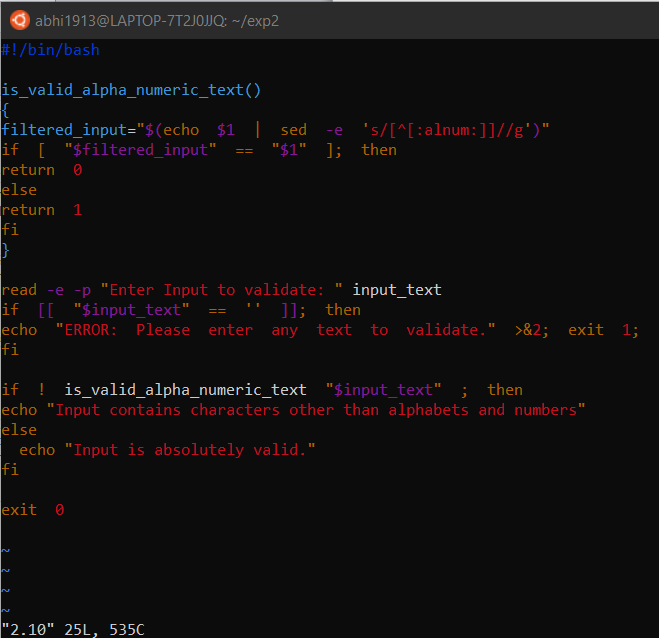 abhi1913@LAPTOP-7T2J0JJQ: ~/exp2
#!/bin/bash
is_valid_alpha_numeric_text()
{
filtered_input="$(echo $1 | sed -e 's/[^[:alnum:]]//g')"
if [ "$filtered_input" == "$1" ]; then
return 0
else
return 1
fi
}
read -e -p "Enter Input to validate: " input_text
if [[ "$input_text" == '' ]]; then
echo "ERROR: Please enter any text to validate." >&2; exit 1;
fi
if ! is_valid_alpha_numeric_text "$input_text" ; then
echo "Input contains characters other than alphabets and numbers"
else
echo "Input is absolutely valid."
fi
exit 0
~
~
~
~
"2.10" 25L, 535C